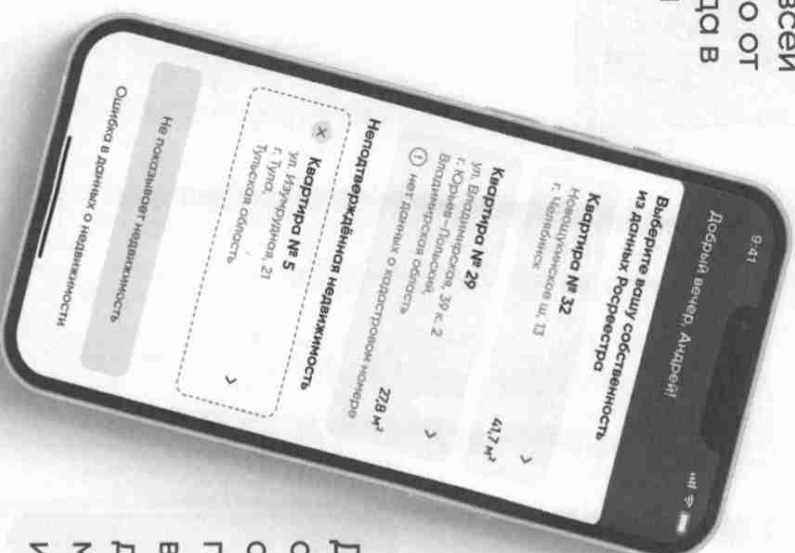 всей
о от
да в
9:41
Добрый вечер, Андрей!
Выберите вашу собственность
из данных Росреестра
Квартира № 32
Новощукинское ш, 13
г. Челябинск
41,7 м²
Квартира № 29
ул. Владимирская, 39 к. 2
г. Юрьев-Польский,
Владимирская область
нет данных о кадастровом номере
27,8 м²
Неподтверждённая недвижимость
Квартира № 5
ул. Изумрудная, 21
г. Тула,
Тульская область
Не показывает недвижимость
Ошибка в данных о недвижимости